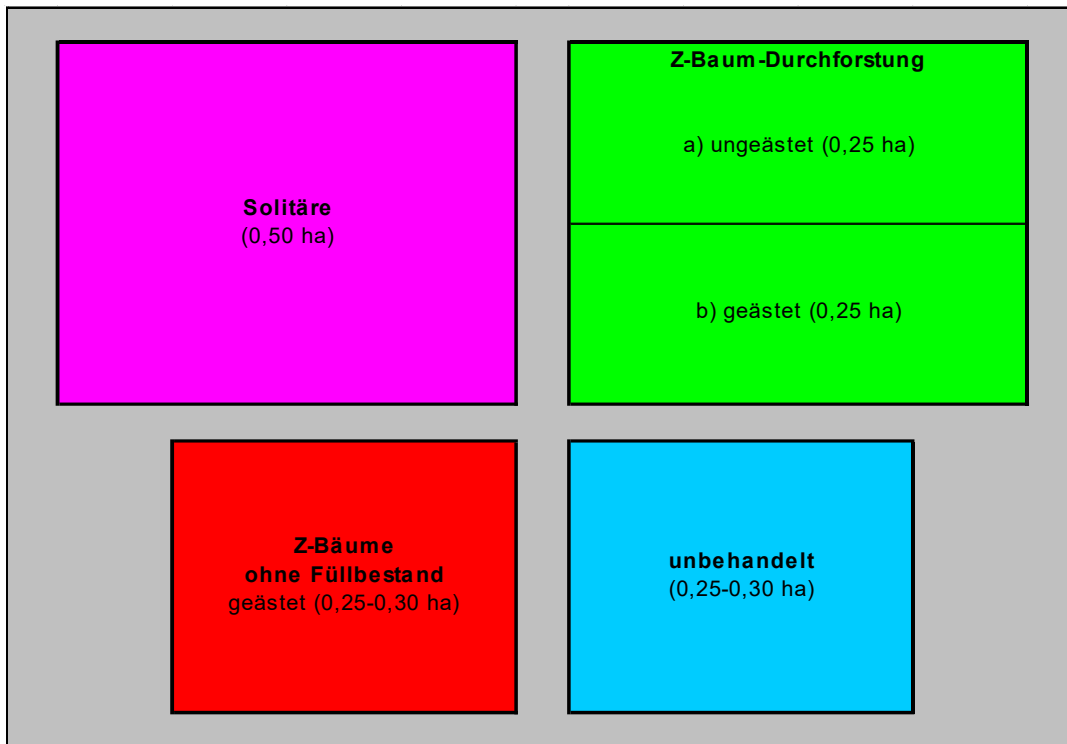 Solitäre
(0,50 ha)
Z-Baum-Durchforstung
a) ungeästet (0,25 ha)
b) geästet (0,25 ha)
Z-Bäume
ohne Füllbestand
geästet (0,25-0,30 ha)
unbehandelt
(0,25-0,30 ha)